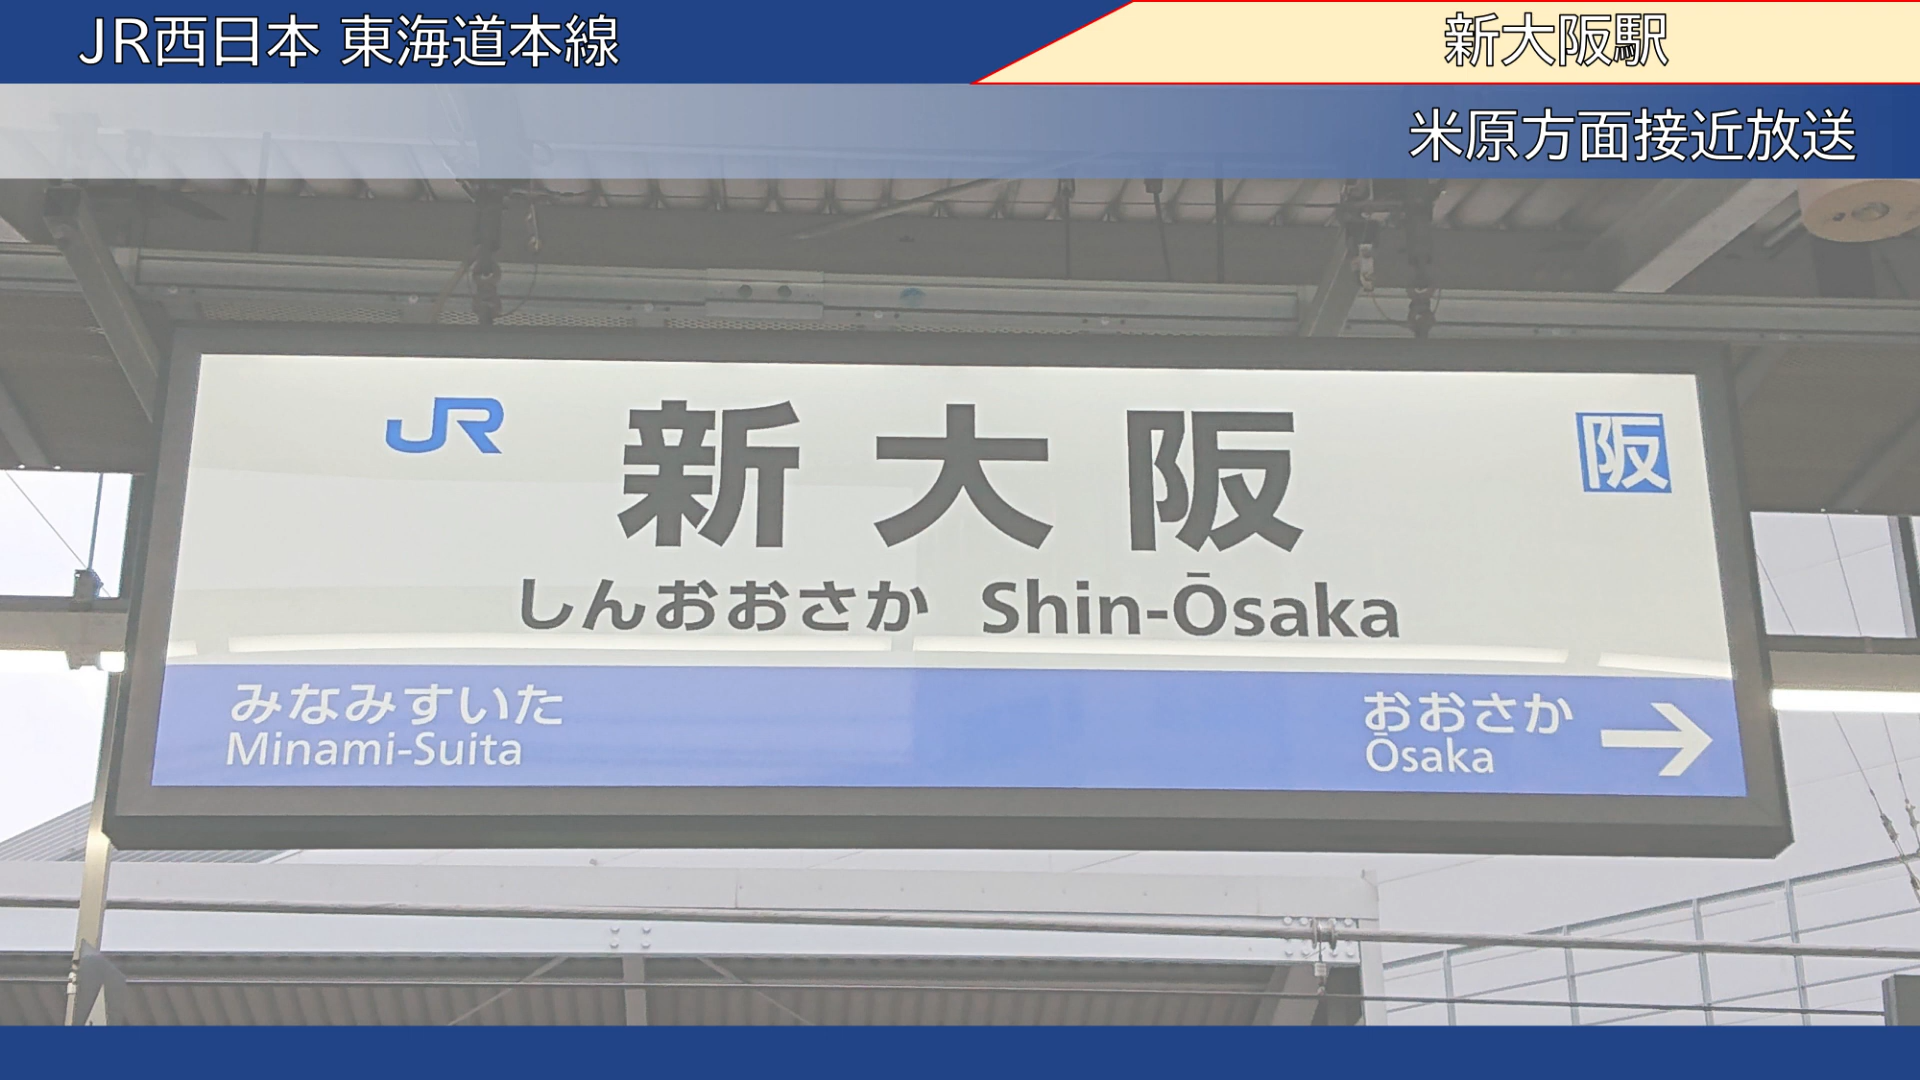 JR西日本 東海道本線
新大阪駅
米原方面接近放送
JR 新大阪 阪
しんおおさか Shin-Ōsaka
みなみすいた おおさか →
Minami-Suita Ōsaka